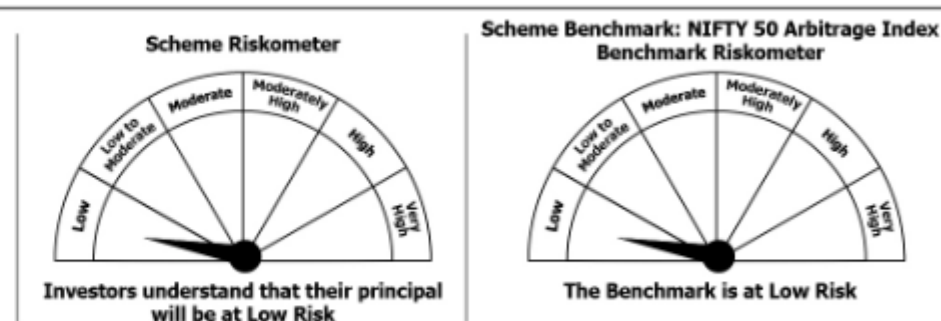 Scheme Riskometer
Low
Low to
Moderate
Moderate
Moderately
High
High
Very
High
Investors understand that their principal
will be at Low Risk
Scheme Benchmark: NIFTY 50 Arbitrage Index
Benchmark Riskometer
Low
Low to
Moderate
Moderate
Moderately
High
High
Very
High
The Benchmark is at Low Risk